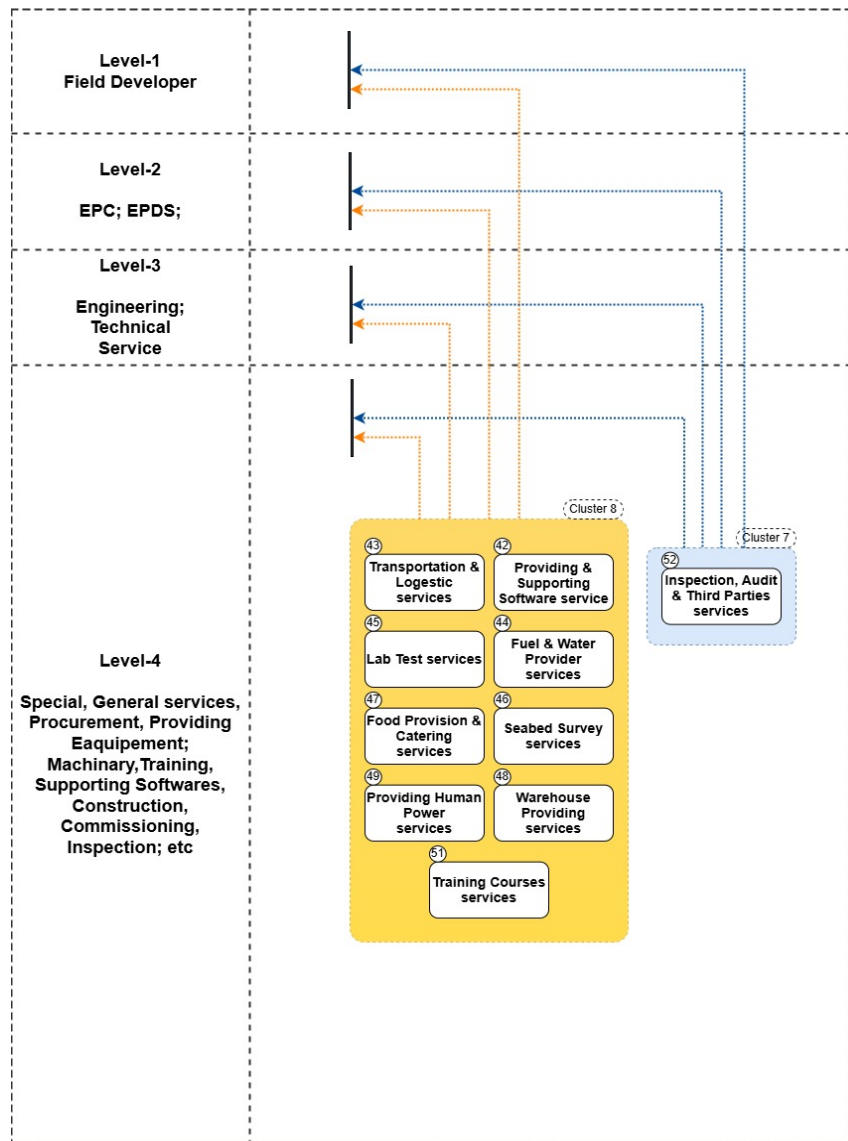 Level-1
Field Developer
Level-2
EPC; EPDS;
Level-3
Engineering;
Technical
Service
Level-4
Special, General services,
Procurement, Providing
Eaquipement;
Machinary,Training,
Supporting Softwares,
Construction,
Commissioning,
Inspection; etc
Cluster 8
43
Transportation &
Logestic
services
42
Providing &
Supporting
Software service
45
Lab Test services
44
Fuel & Water
Provider
services
47
Food Provision &
Catering
services
46
Seabed Survey
services
49
Providing Human
Power
services
48
Warehouse
Providing
services
51
Training Courses
services
Cluster 7
52
Inspection, Audit
& Third Parties
services